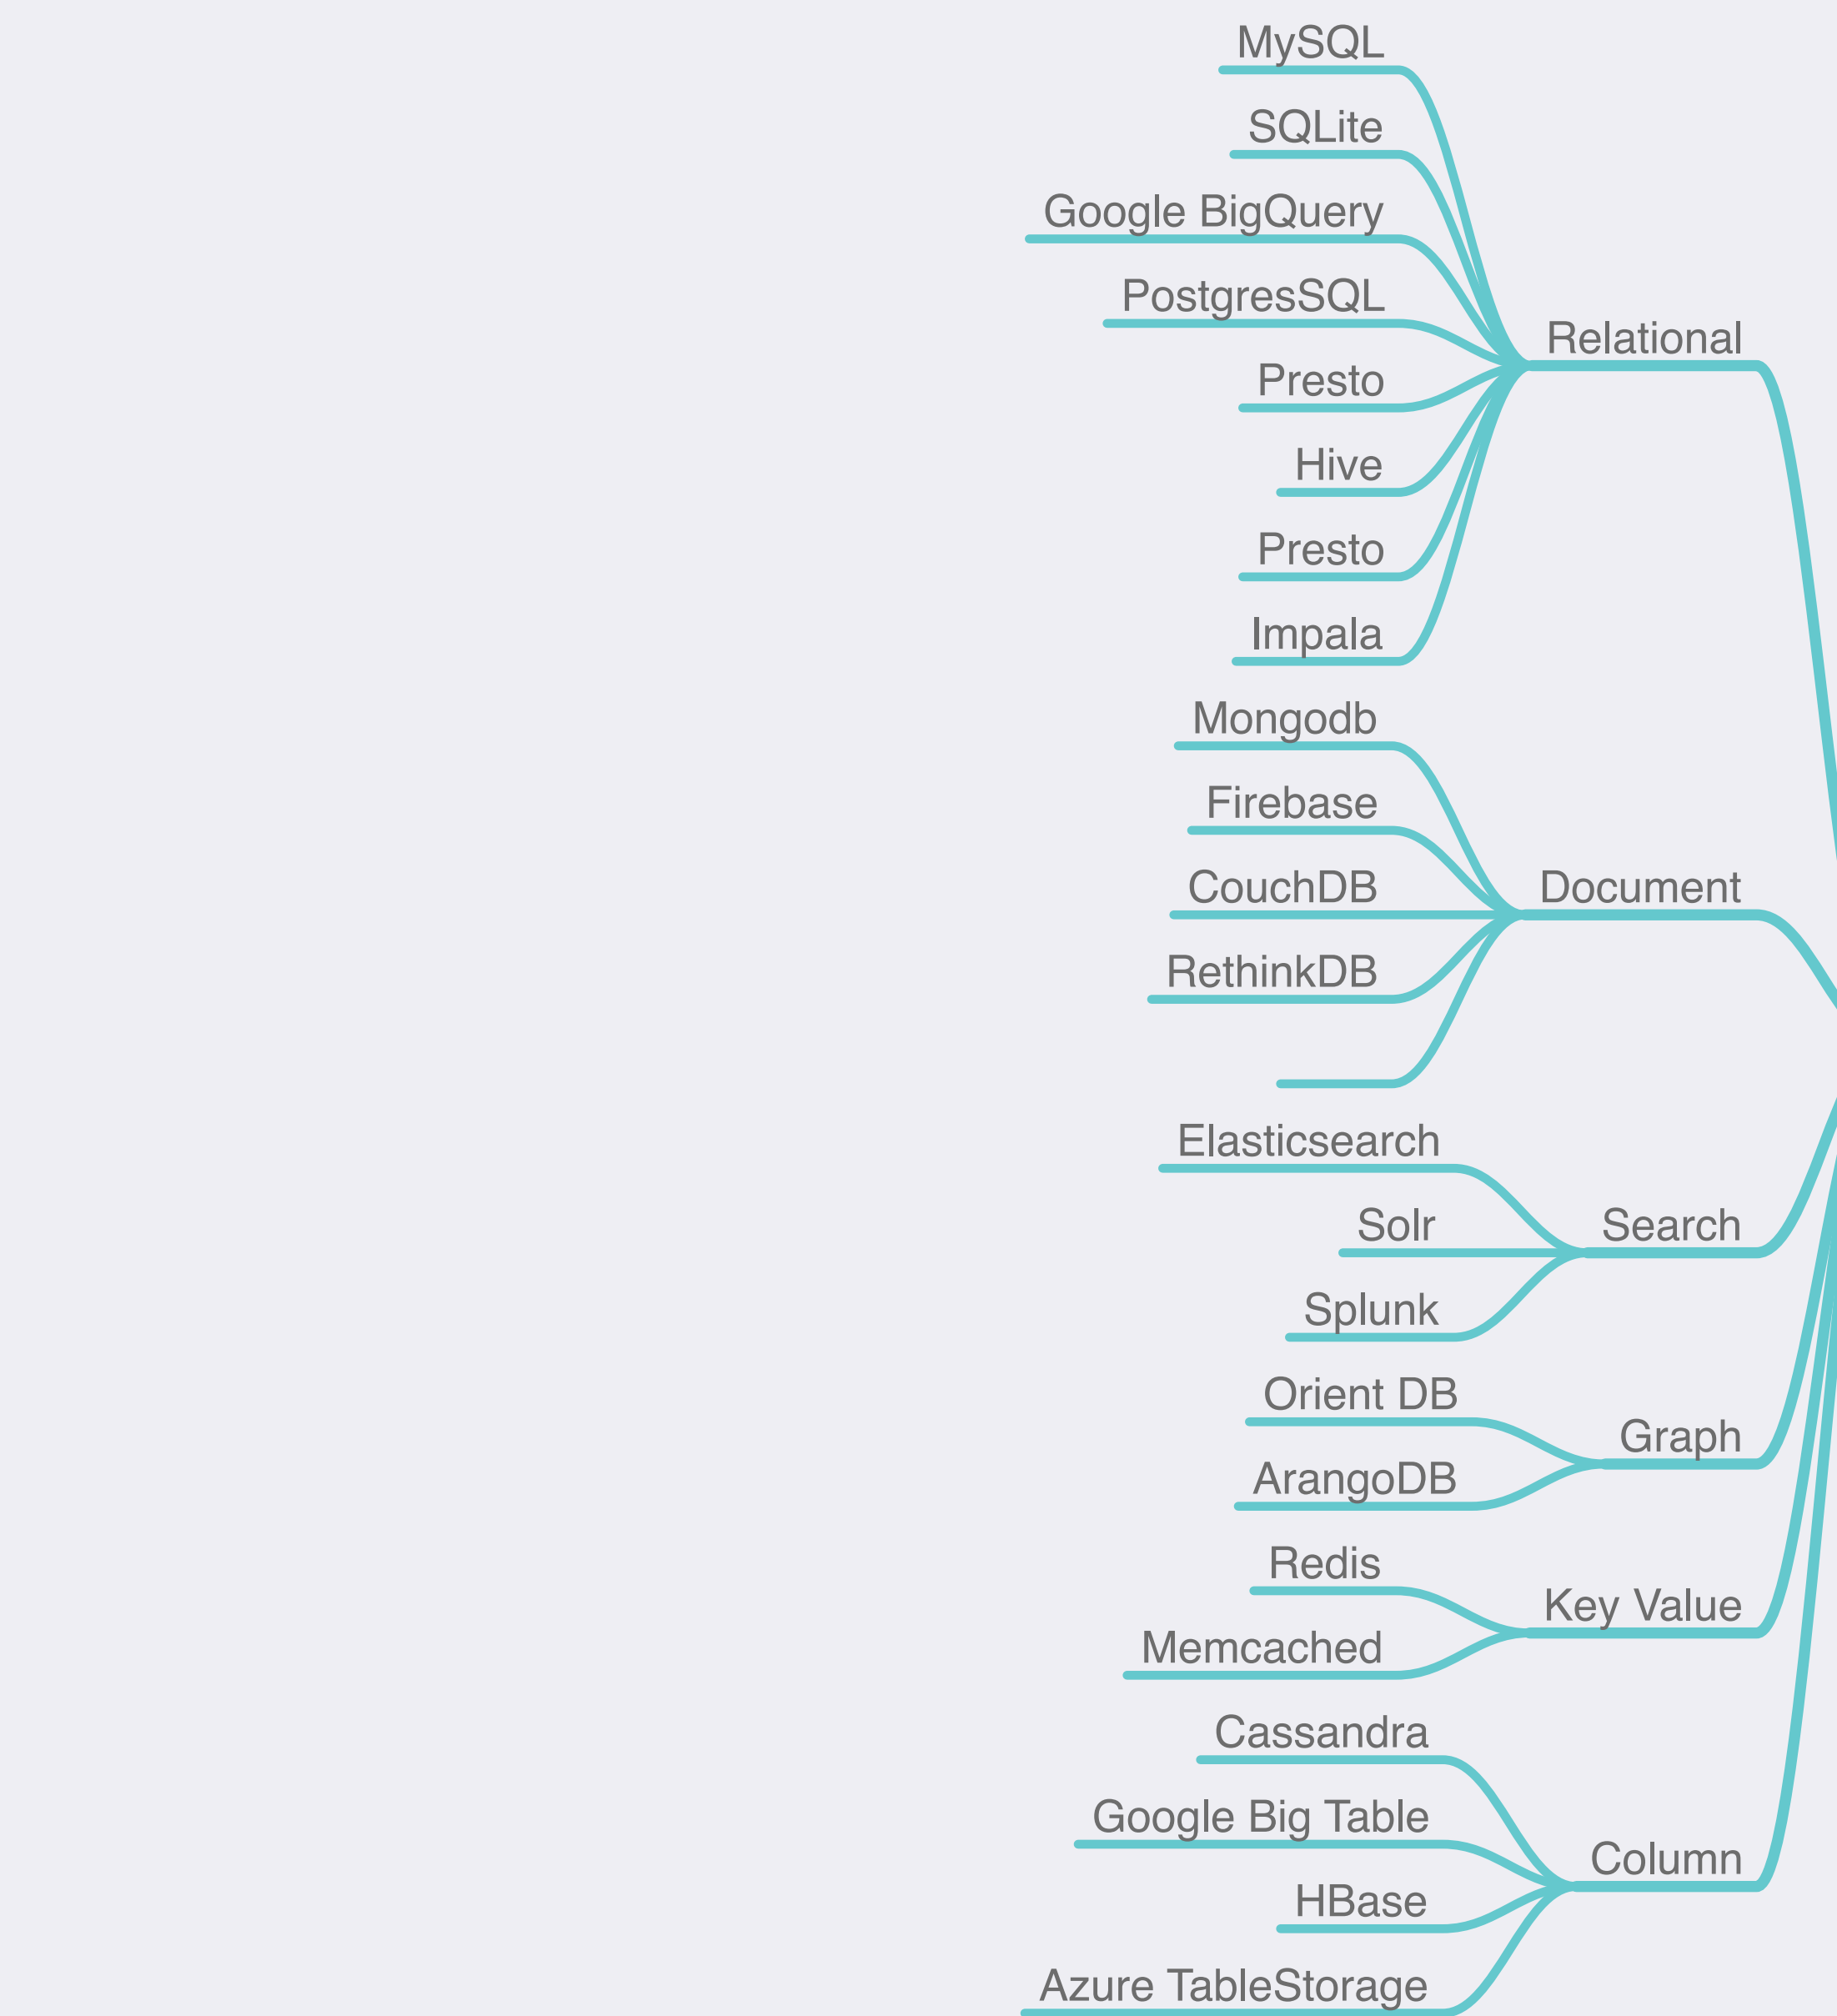 MySQL
SQLite
Google BigQuery
PostgresSQL
Presto
Hive
Presto
Impala
Relational
Mongodb
Firebase
CouchDB
RethinkDB
Document
Elasticsearch
Solr
Splunk
Search
Orient DB
ArangoDB
Graph
Redis
Memcached
Key Value
Cassandra
Google Big Table
HBase
Azure TableStorage
Column